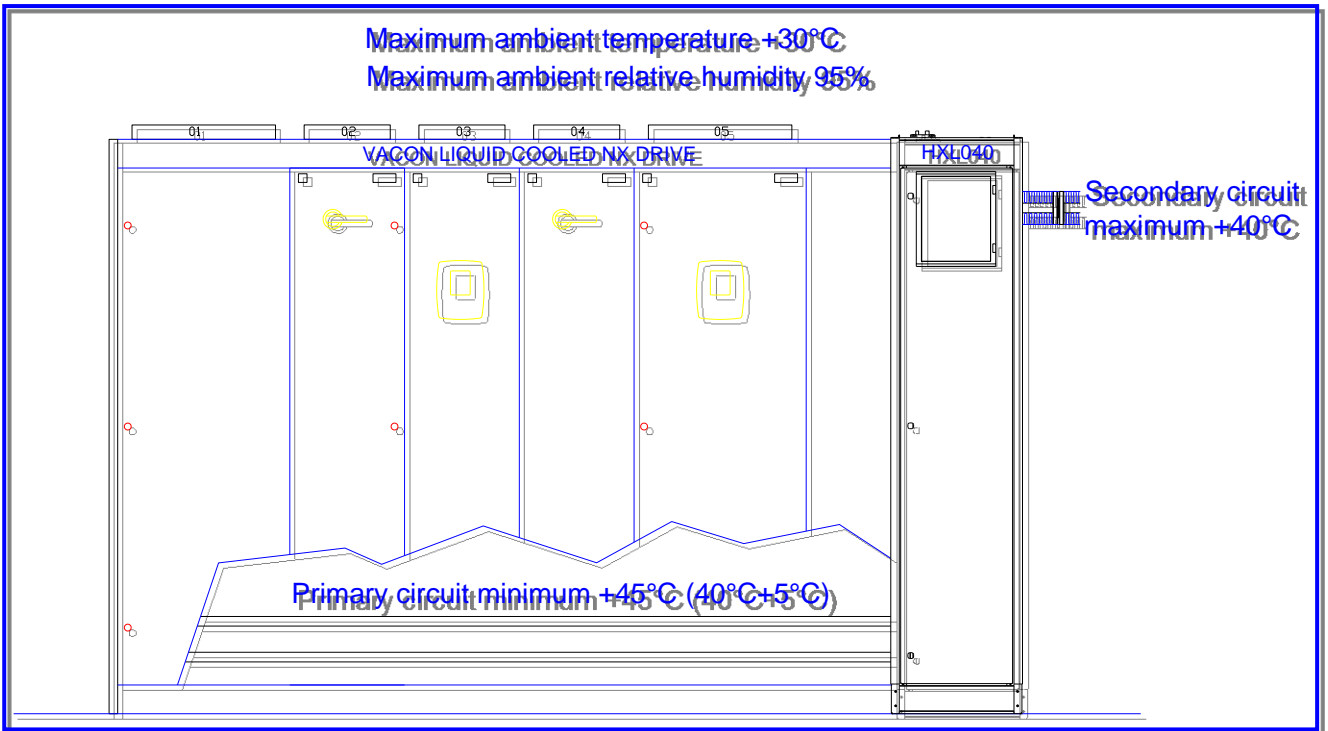 Maximum ambient temperature +30°C
Maximum ambient relative humidity 95%
01 02 03 04 05
VACON LIQUID COOLED NX DRIVE
HXL040
Secondary circuit
maximum +40°C
Primary circuit minimum +45°C (40°C+5°C)